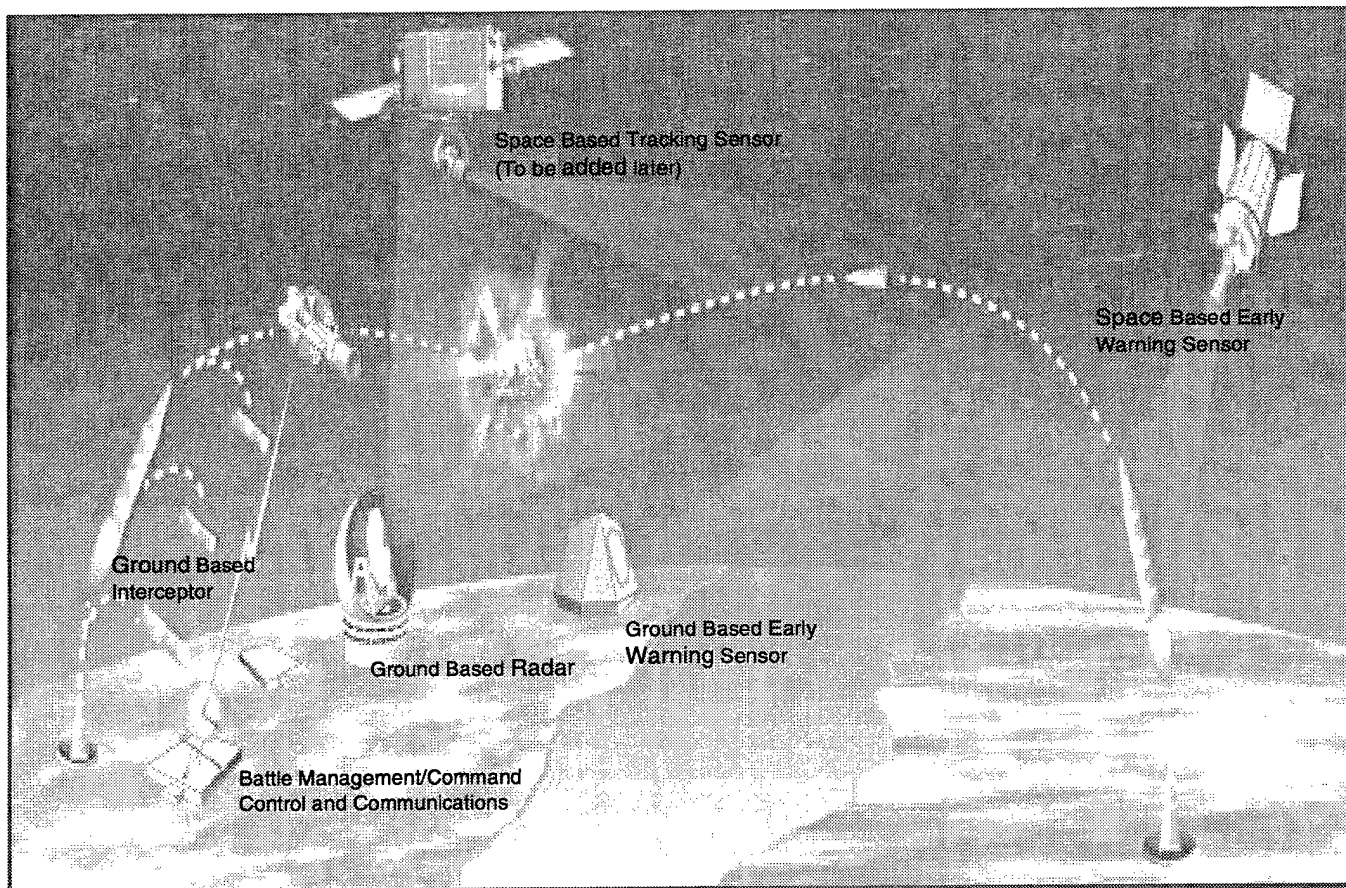 Space Based Tracking Sensor
(To be added later)
Space Based Early
Warning Sensor
Ground Based
Interceptor
Ground Based Early
Warning Sensor
Ground Based Radar
Battle Management/Command
Control and Communications